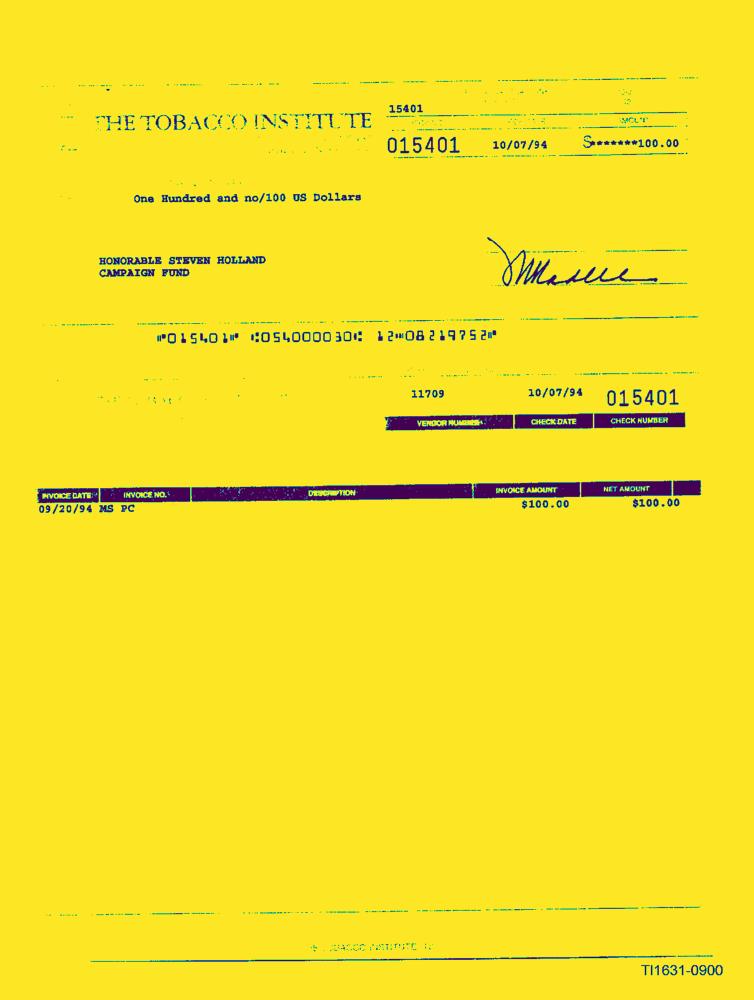 15401
THE TOBACCO INSTITUTE
AMOUNT
015401 10/07/94 $*******100.00
One Hundred and no/100 US Dollars
HONORABLE STEVEN HOLLAND
CAMPAIGN FUND
⑈015401⑈ ⑆054000030⑆ 12⑈08219752⑈
11709 10/07/94 015401
VENDOR NUMBER CHECK DATE CHECK NUMBER
INVOICE DATE INVOICE NO. DESCRIPTION INVOICE AMOUNT NET AMOUNT
09/20/94 MS PC $100.00 $100.00
TOBACCO INSTITUTE
TI1631-0900